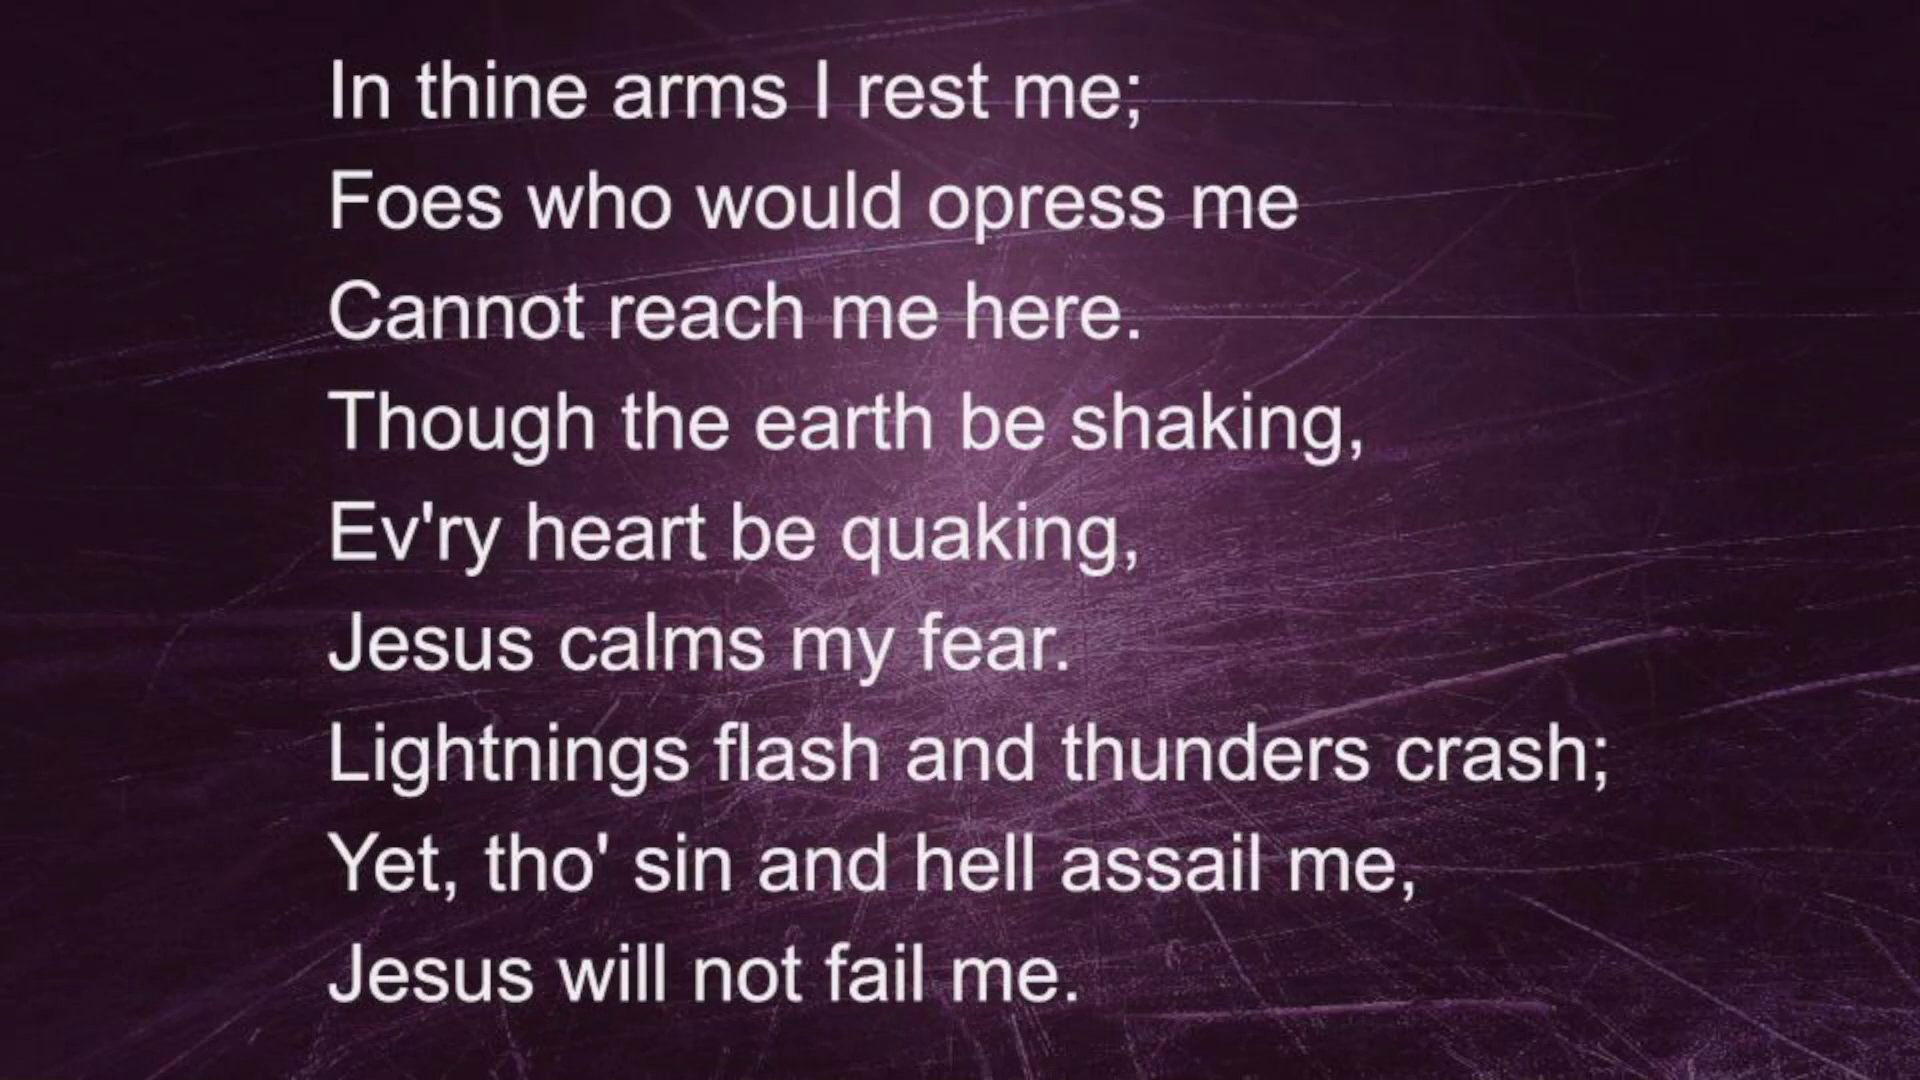 In thine arms I rest me;
Foes who would opress me
Cannot reach me here.
Though the earth be shaking,
Ev'ry heart be quaking,
Jesus calms my fear.
Lightnings flash and thunders crash;
Yet, tho' sin and hell assail me,
Jesus will not fail me.